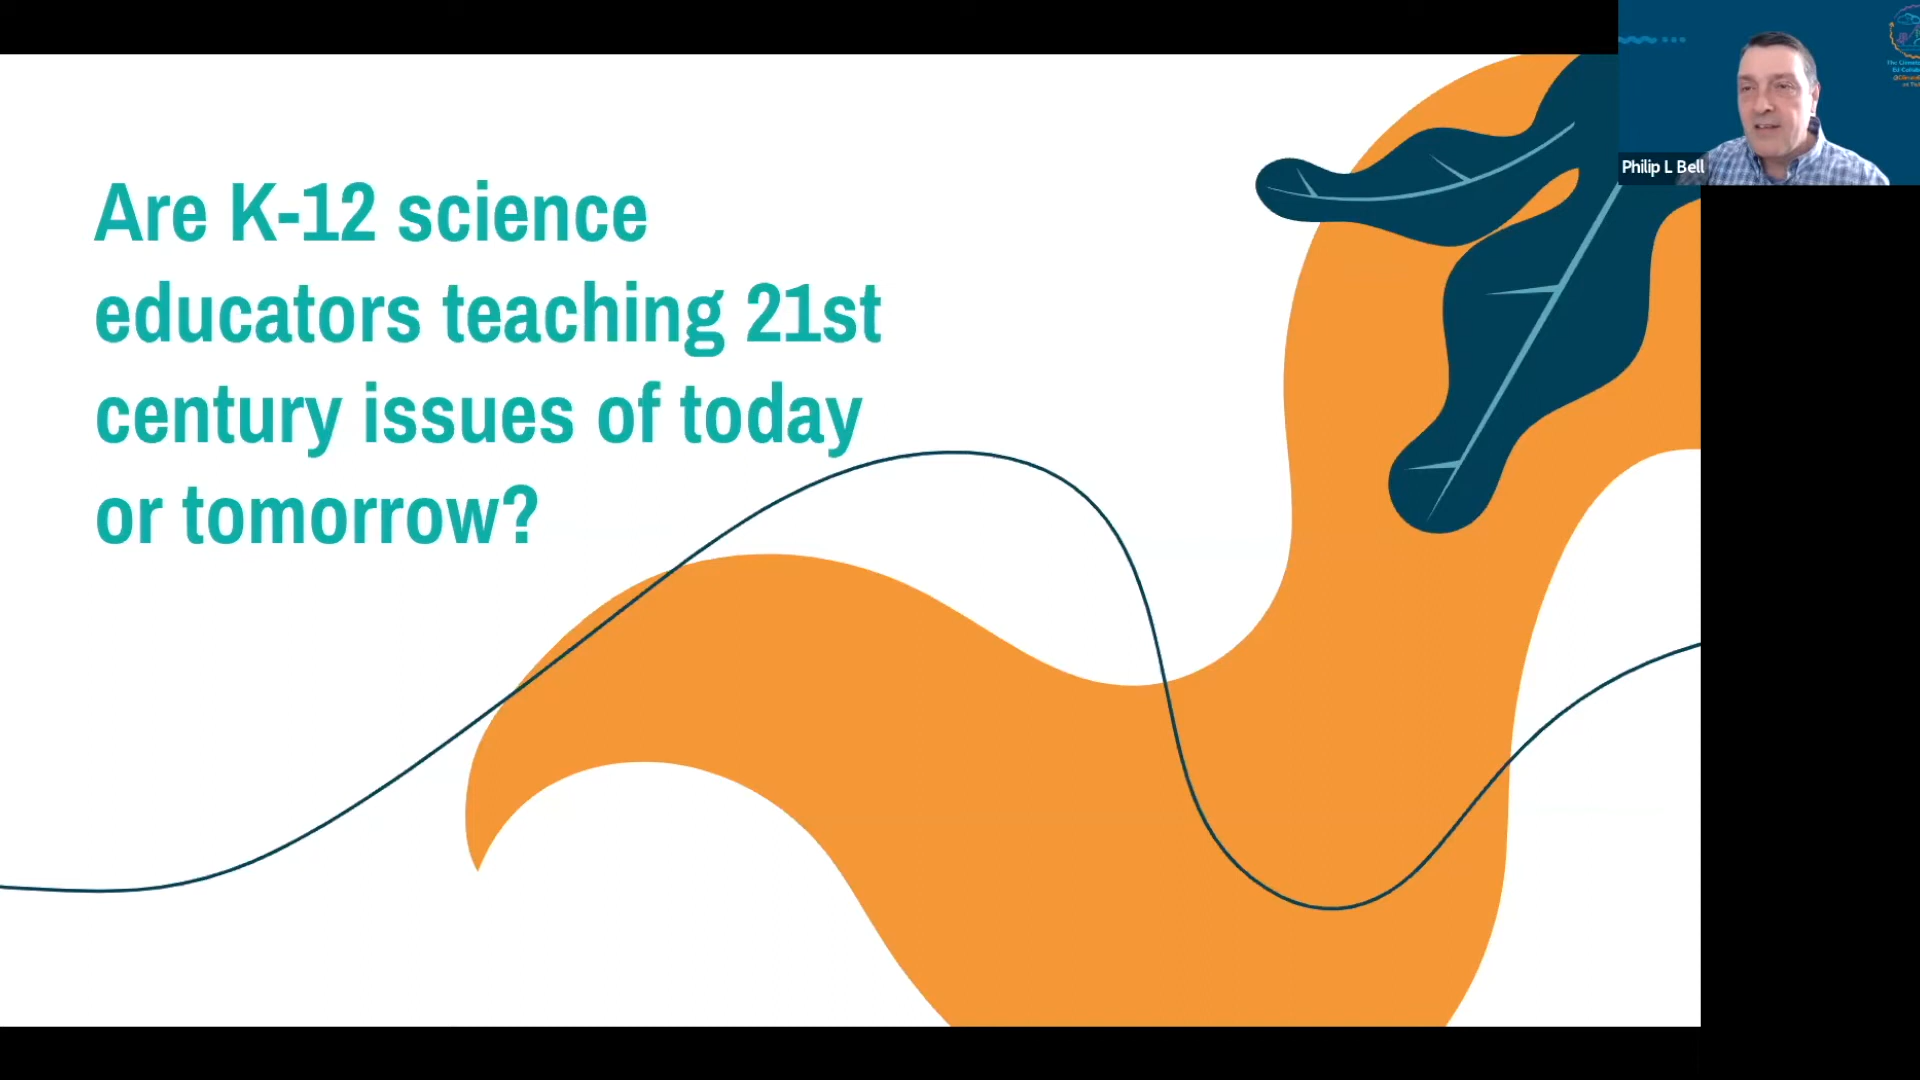 Are K-12 science
educators teaching 21st
century issues of today
or tomorrow?
Philip L Bell